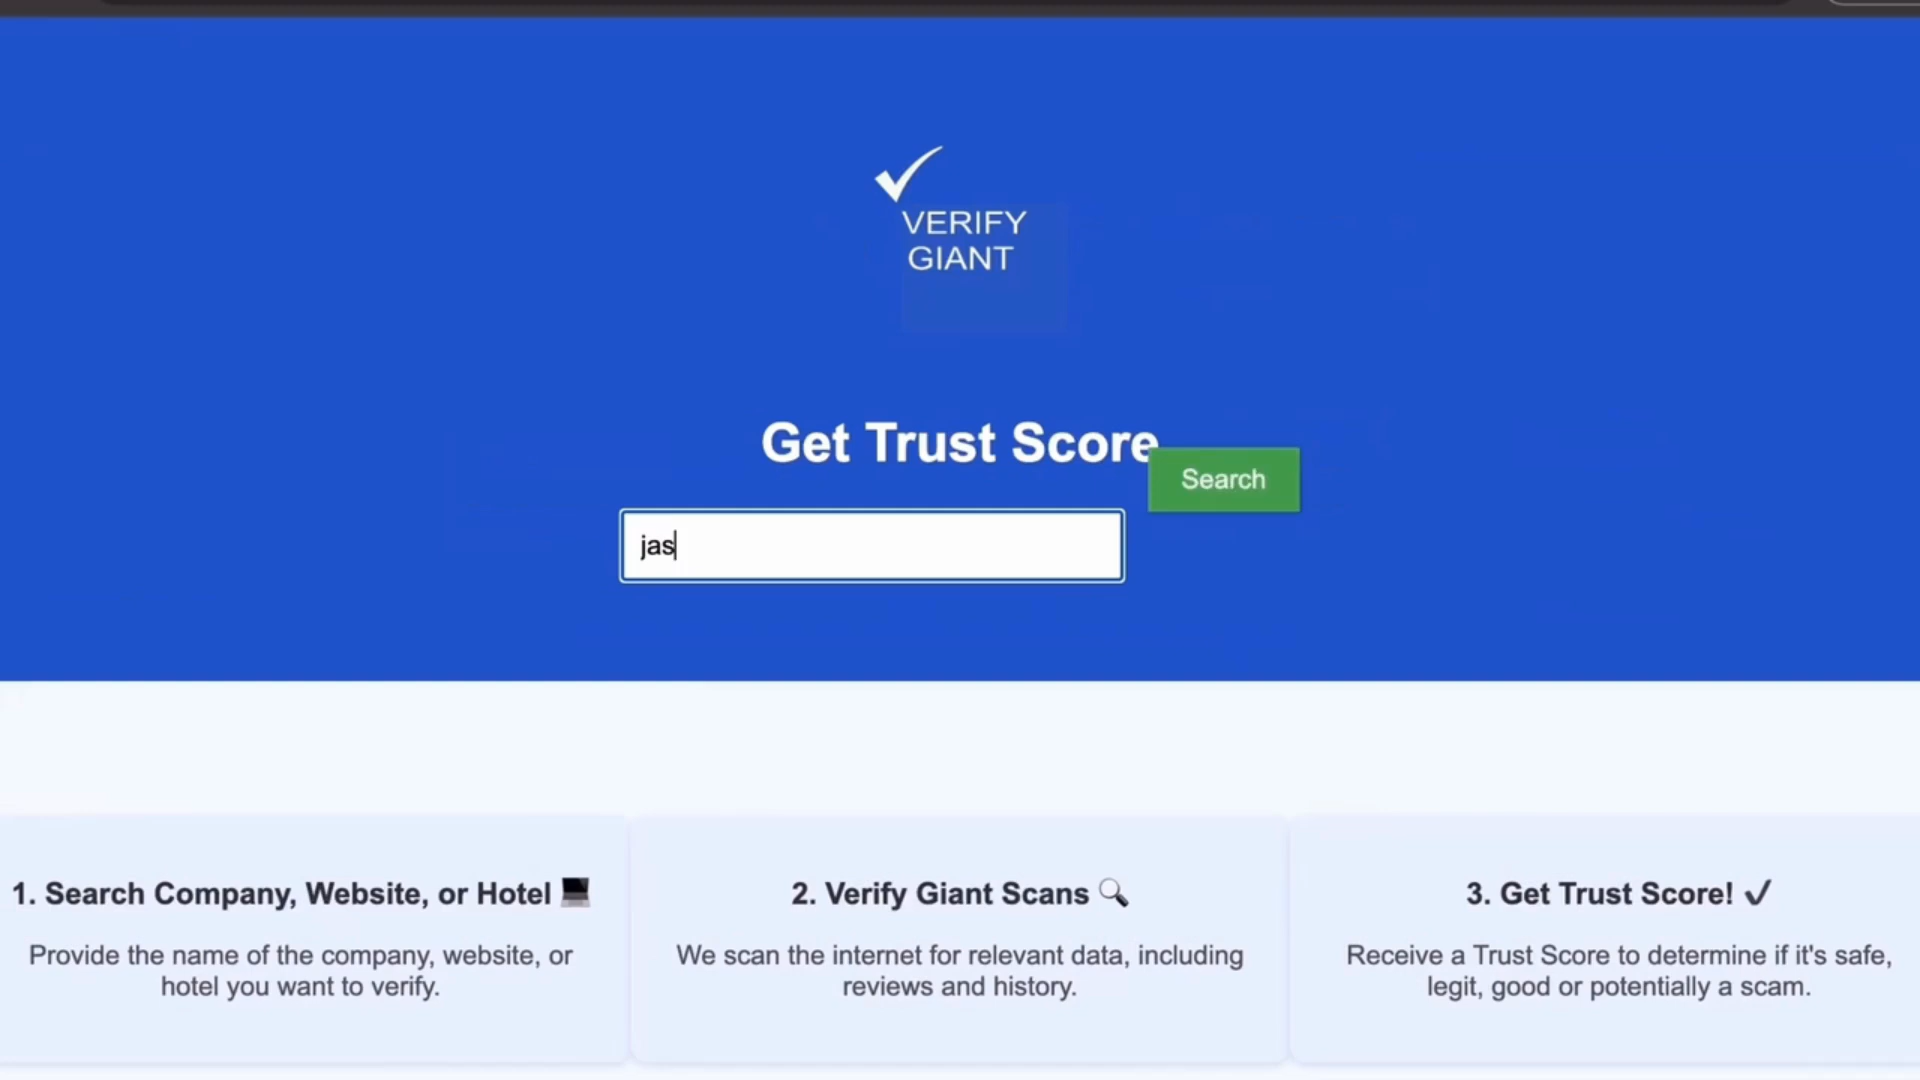 VERIFY
GIANT
Get Trust Score
Search
jas
1. Search Company, Website, or Hotel
Provide the name of the company, website, or
hotel you want to verify.
2. Verify Giant Scans
We scan the internet for relevant data, including
reviews and history.
3. Get Trust Score!
Receive a Trust Score to determine if it's safe,
legit, good or potentially a scam.